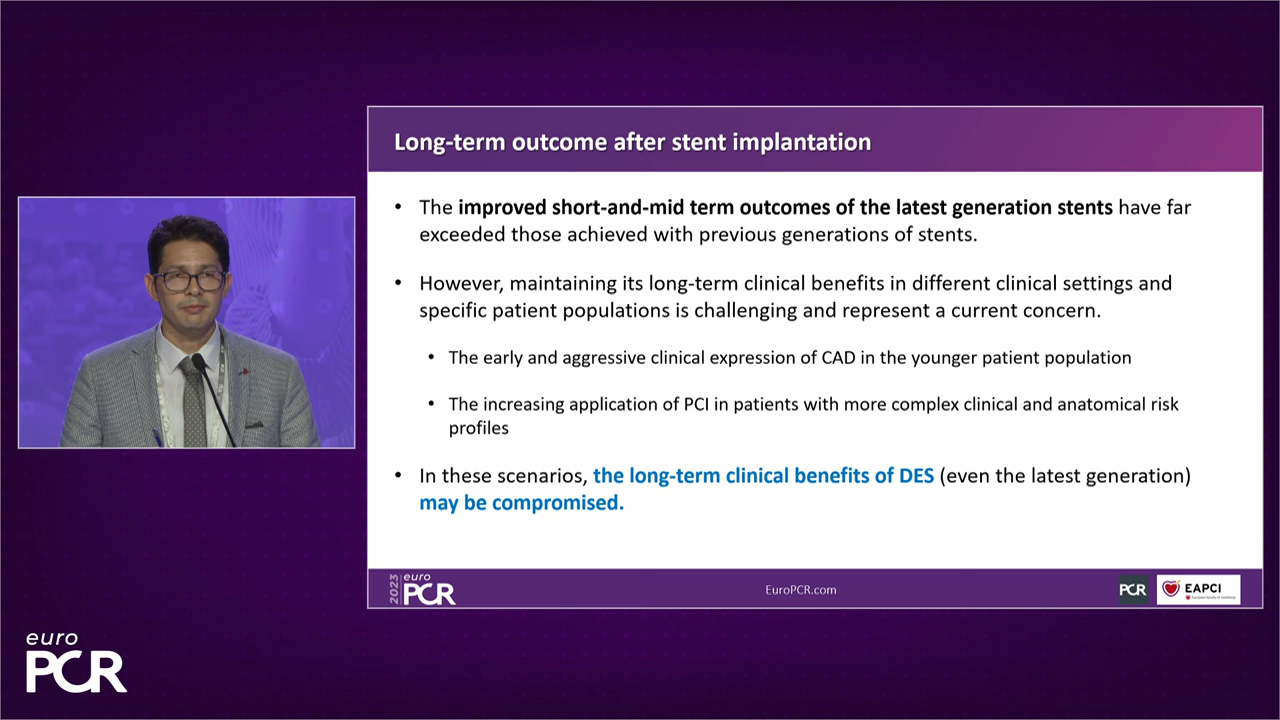 Long-term outcome after stent implantation
• The improved short-and-mid term outcomes of the latest generation stents have far
exceeded those achieved with previous generations of stents.
• However, maintaining its long-term clinical benefits in different clinical settings and
specific patient populations is challenging and represent a current concern.
• The early and aggressive clinical expression of CAD in the younger patient population
• The increasing application of PCI in patients with more complex clinical and anatomical risk
profiles
• In these scenarios, the long-term clinical benefits of DES (even the latest generation)
may be compromised.
2023
euro
PCR
EuroPCR.com
PCR
EAPCI
euro
PCR